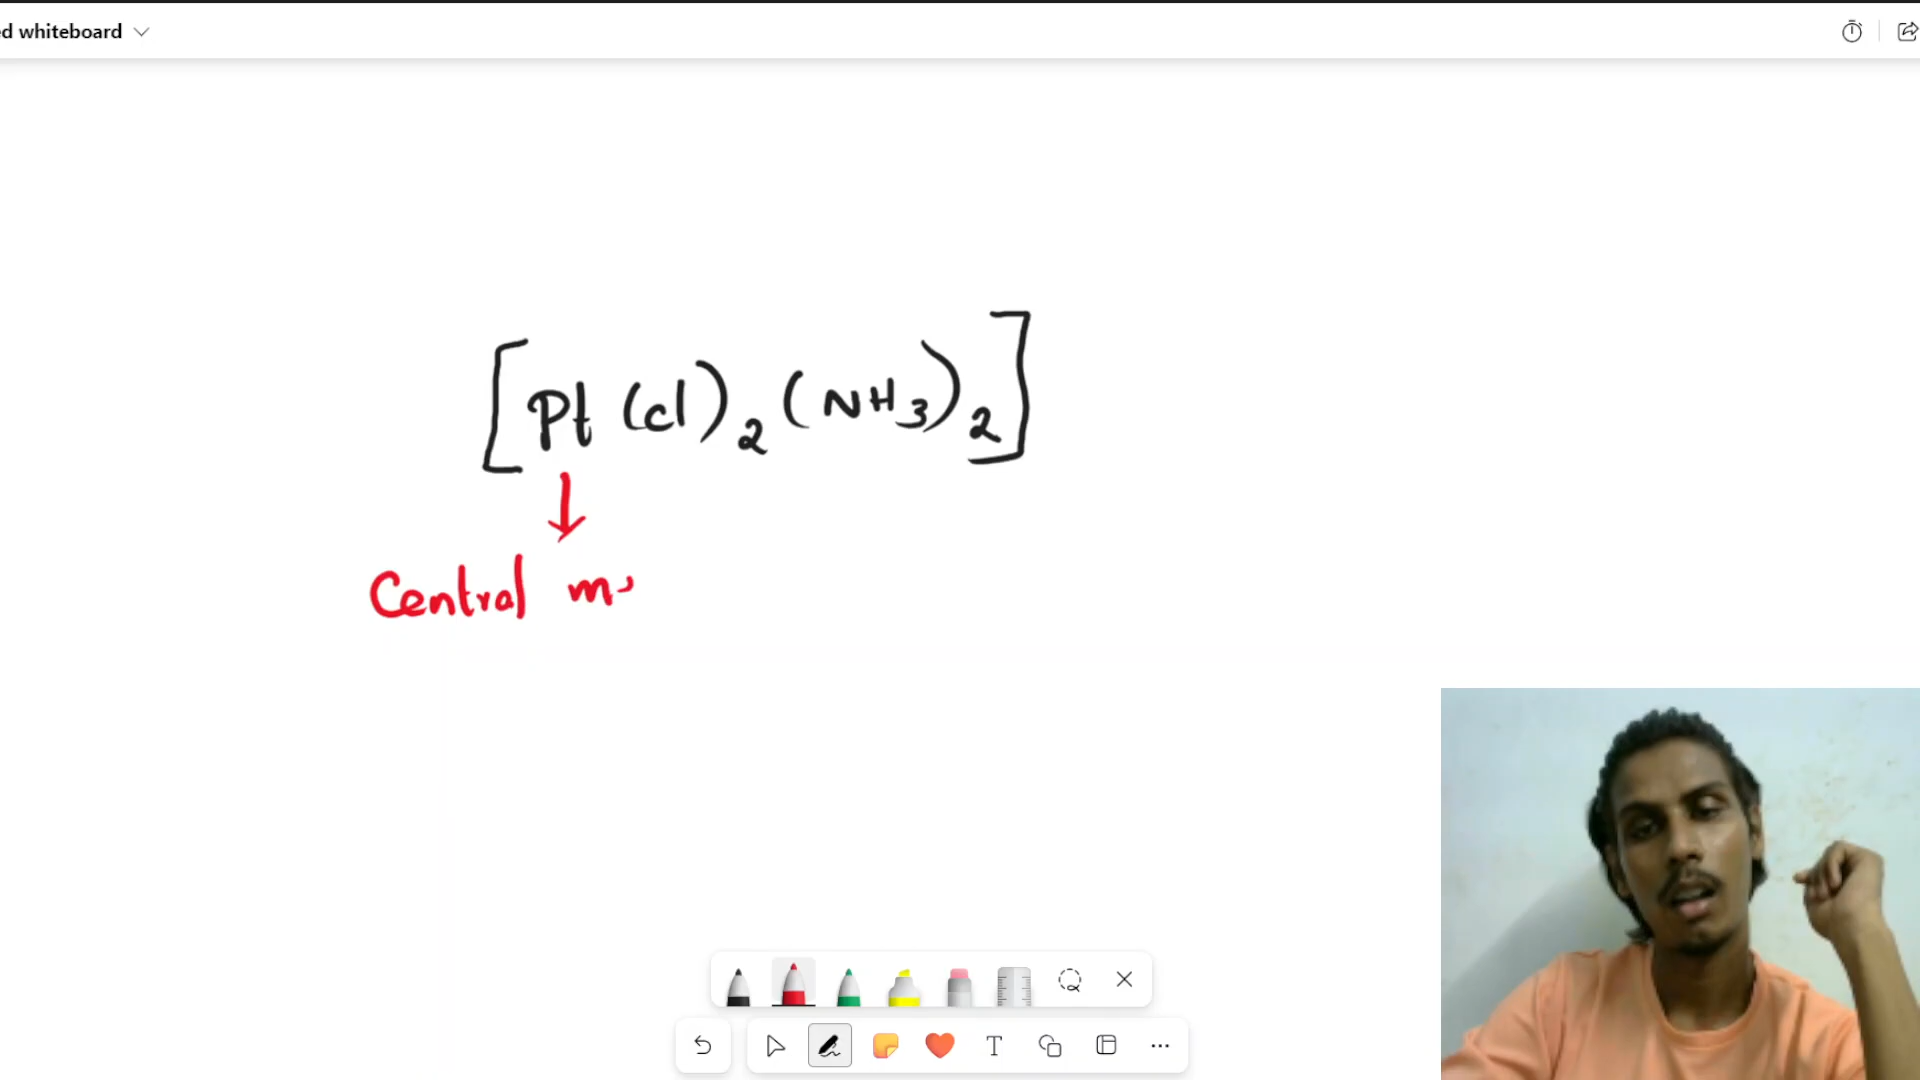 d whiteboard
[Pt (cl)2 (NH3)2]
Central m
T